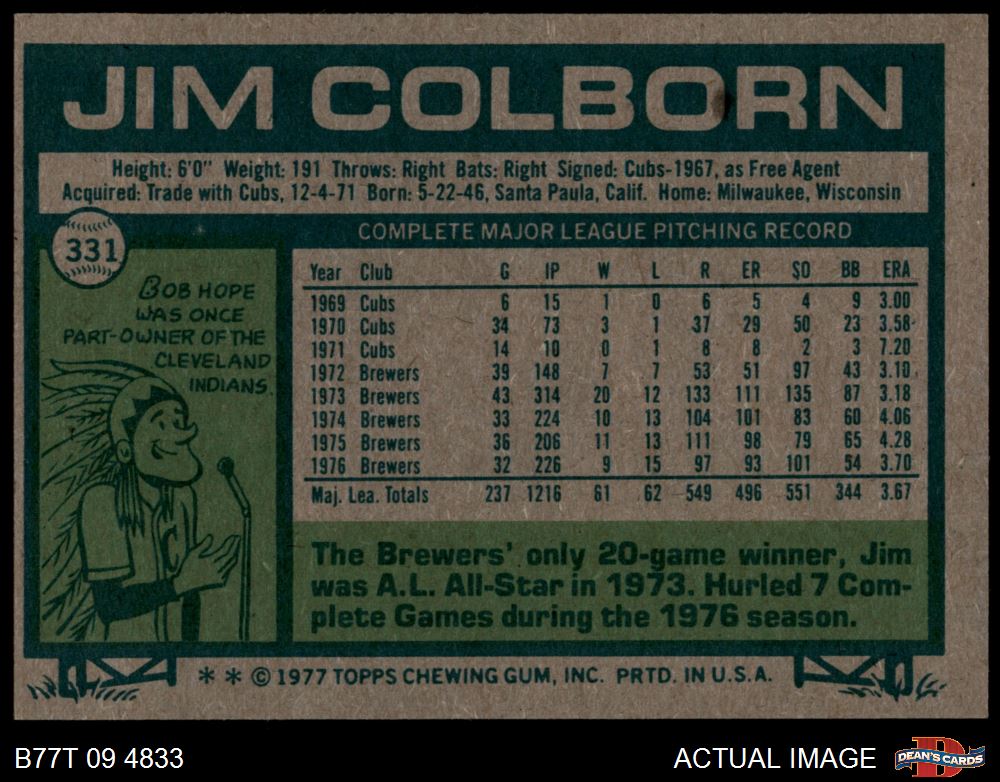 JIM COLBORN
Height: 6'0" Weight: 191 Throws: Right Bats: Right Signed: Cubs-1967, as Free Agent
Acquired: Trade with Cubs, 12-4-71 Born: 5-22-46, Santa Paula, Calif. Home: Milwaukee, Wisconsin
331
BOB HOPE
WAS ONCE
PART-OWNER OF THE
CLEVELAND
INDIANS.
C
COMPLETE MAJOR LEAGUE PITCHING RECORD
Year Club G IP W L R ER SO BB ERA
1969 Cubs 6 15 1 0 6 5 4 9 3.00
1970 Cubs 34 73 3 1 37 29 50 23 3.58
1971 Cubs 14 10 0 1 8 8 2 3 7.20
1972 Brewers 39 148 7 7 53 51 97 43 3.10
1973 Brewers 43 314 20 12 133 111 135 87 3.18
1974 Brewers 33 224 10 13 104 101 83 60 4.06
1975 Brewers 36 206 11 13 111 98 79 65 4.28
1976 Brewers 32 226 9 15 97 93 101 54 3.70
Maj. Lea. Totals 237 1216 61 62 549 496 551 344 3.67
The Brewers' only 20-game winner, Jim
was A.L. All-Star in 1973. Hurled 7 Com-
plete Games during the 1976 season.
* * © 1977 TOPPS CHEWING GUM, INC. PRTD. IN U.S.A.
B77T 09 4833 ACTUAL IMAGE D DEAN'S CARDS